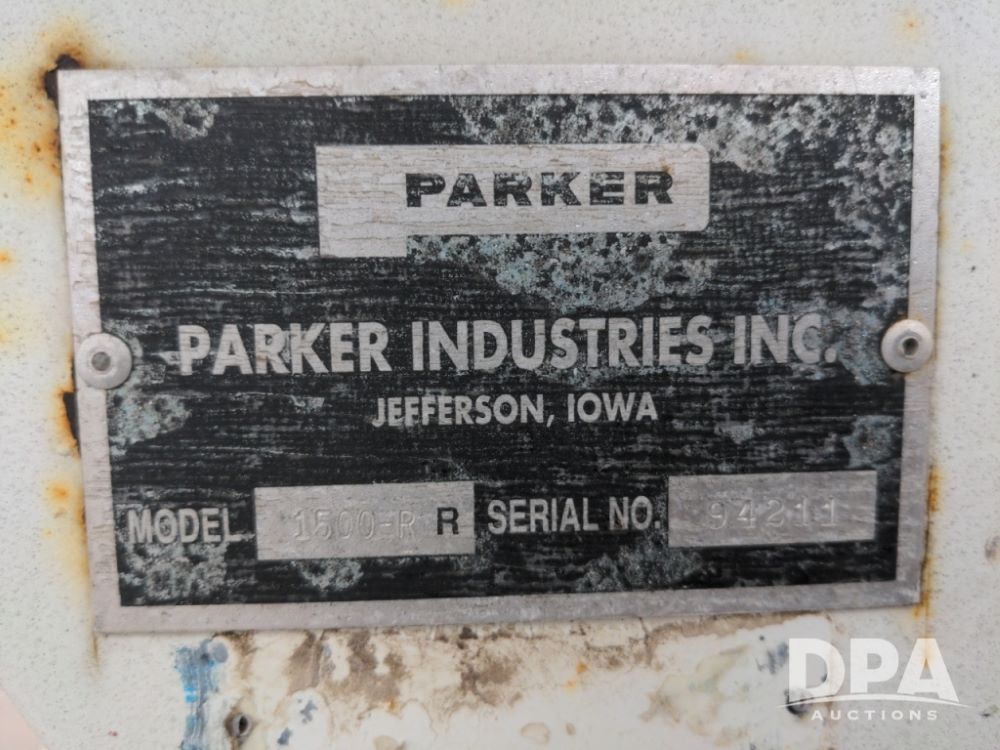 PARKER
PARKER INDUSTRIES INC.
JEFFERSON, IOWA
MODEL 1500-R R SERIAL NO. 94211
DPA
AUCTIONS